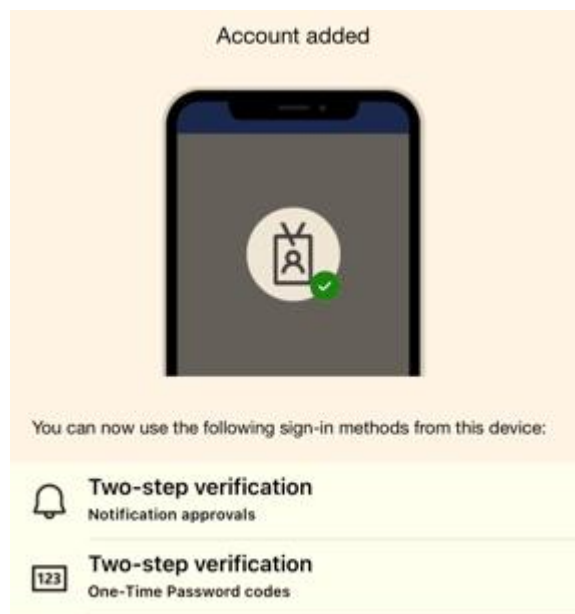 Account added
You can now use the following sign-in methods from this device:
Two-step verification
Notification approvals
123
Two-step verification
One-Time Password codes